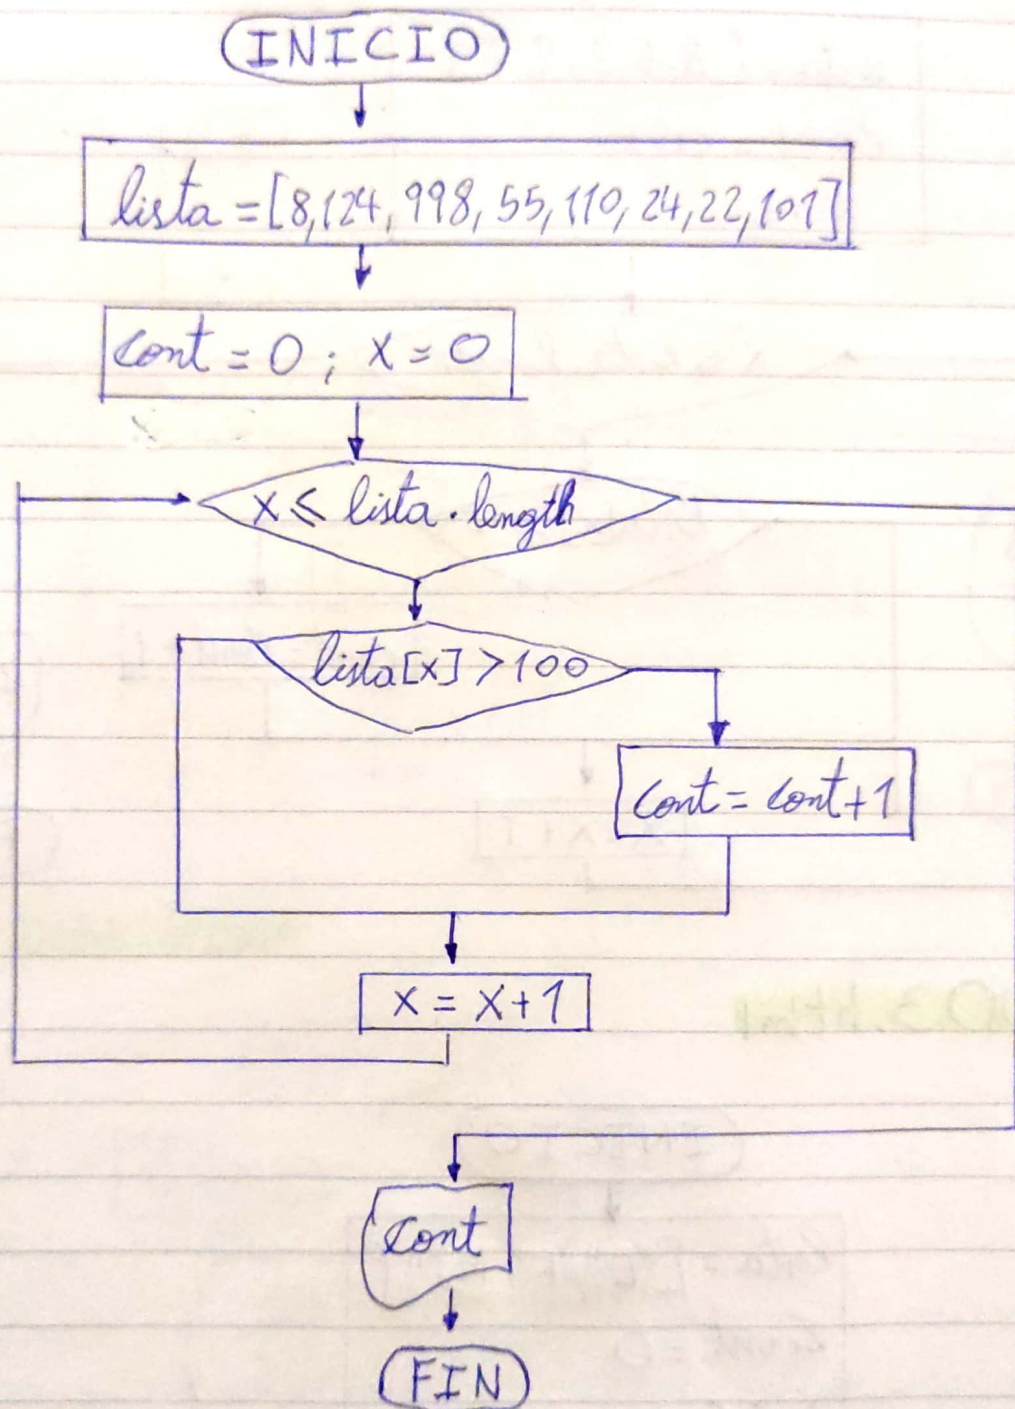 INICIO
lista = [8, 124, 998, 55, 110, 24, 22, 101]
cont = 0 ; x = 0
x ≤ lista.length
lista[x] > 100
cont = cont + 1
x = x + 1
cont
FIN